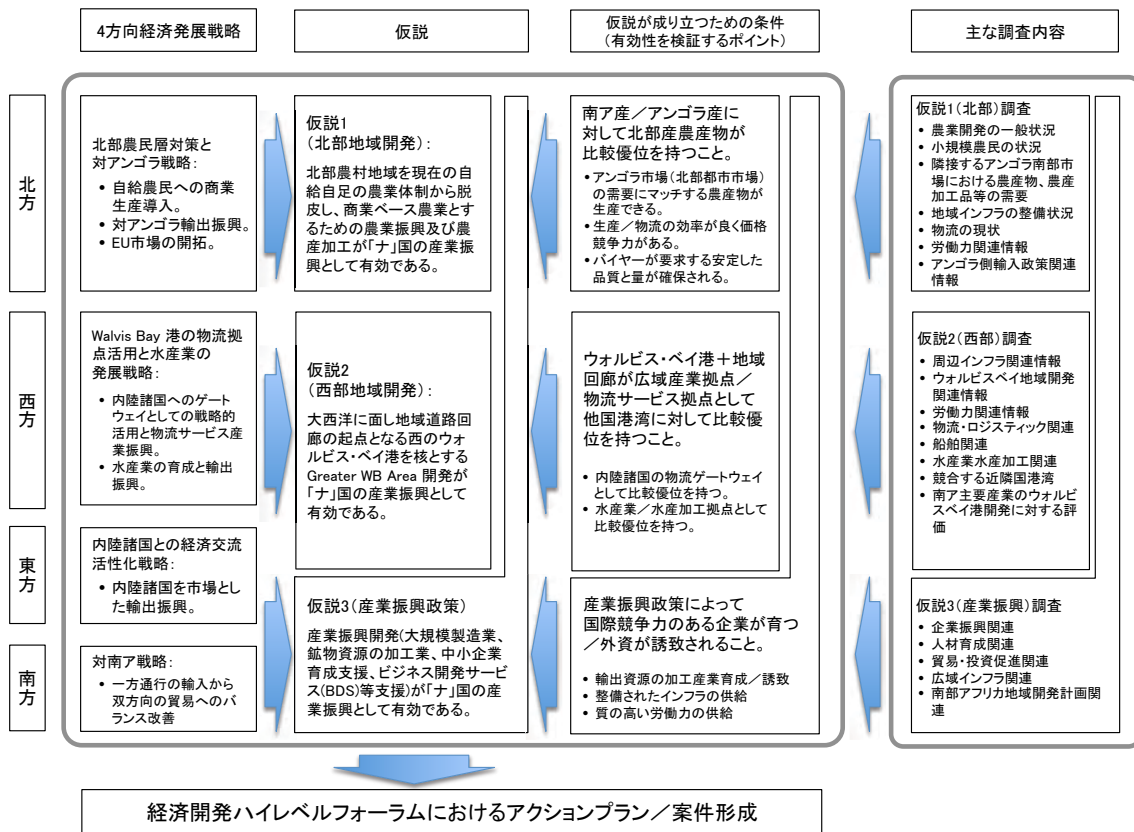 4方向経済発展戦略
仮説
仮説が成り立つための条件
(有効性を検証するポイント)
主な調査内容
北方
北部農民層対策と
対アンゴラ戦略:
• 自給農民への商業
生産導入。
• 対アンゴラ輸出振興。
• EU市場の開拓。
仮説1
(北部地域開発):
北部農村地域を現在の自
給自足の農業体制から脱
皮し、商業ベース農業とす
るための農業振興及び農
産加工が「ナ」国の産業振
興として有効である。
南ア産/アンゴラ産に
対して北部産農産物が
比較優位を持つこと。
• アンゴラ市場(北部都市市場)
の需要にマッチする農産物が
生産できる。
• 生産/物流の効率が良く価格
競争力がある。
• バイヤーが要求する安定した
品質と量が確保される。
仮説1(北部)調査
• 農業開発の一般状況
• 小規模農民の状況
• 隣接するアンゴラ南部市
場における農産物、農産
加工品等の需要
• 地域インフラの整備状況
• 物流の現状
• 労働力関連情報
• アンゴラ側輸入政策関連
情報
西方
Walvis Bay 港の物流拠
点活用と水産業の
発展戦略:
• 内陸諸国へのゲート
ウェイとしての戦略的
活用と物流サービス産
業振興。
• 水産業の育成と輸出
振興。
仮説2
(西部地域開発):
大西洋に面し地域道路回
廊の起点となる西のウォ
ルビス・ベイ港を核とする
Greater WB Area 開発が
「ナ」国の産業振興として
有効である。
ウォルビス・ベイ港+地域
回廊が広域産業拠点/
物流サービス拠点として
他国港湾に対して比較優
位を持つこと。
• 内陸諸国の物流ゲートウェイ
として比較優位を持つ。
• 水産業/水産加工拠点として
比較優位を持つ。
仮説2(西部)調査
• 周辺インフラ関連情報
• ウォルビスベイ地域開発
関連情報
• 労働力関連情報
• 物流・ロジスティック関連
• 船舶関連
• 水産業水産加工関連
• 競合する近隣国港湾
• 南ア主要産業のウォルビ
スベイ港開発に対する評
価
東方
内陸諸国との経済交流
活性化戦略:
• 内陸諸国を市場とし
た輸出振興。
南方
対南ア戦略:
• 一方通行の輸入から
双方向の貿易へのバ
ランス改善
仮説3(産業振興政策)
産業振興開発(大規模製造業、
鉱物資源の加工業、中小企業
育成支援、ビジネス開発サービ
ス(BDS)等支援)が「ナ」国の産
業振興として有効である。
産業振興政策によって
国際競争力のある企業が育つ
/外資が誘致されること。
• 輸出資源の加工産業育成/誘致
• 整備されたインフラの供給
• 質の高い労働力の供給
仮説3(産業振興)調査
• 企業振興関連
• 人材育成関連
• 貿易・投資促進関連
• 広域インフラ関連
• 南部アフリカ地域開発計画関
連
経済開発ハイレベルフォーラムにおけるアクションプラン/案件形成